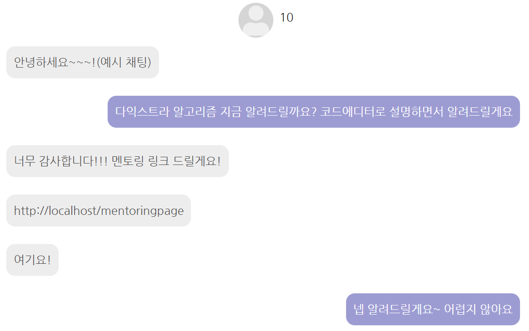 10
안녕하세요~~~!(예시 채팅)
다익스트라 알고리즘 지금 알려드릴까요? 코드에디터로 설명하면서 알려드릴게요
너무 감사합니다!!! 멘토링 링크 드릴게요!
http://localhost/mentoringpage
여기요!
넵 알려드릴게요~ 어렵지 않아요